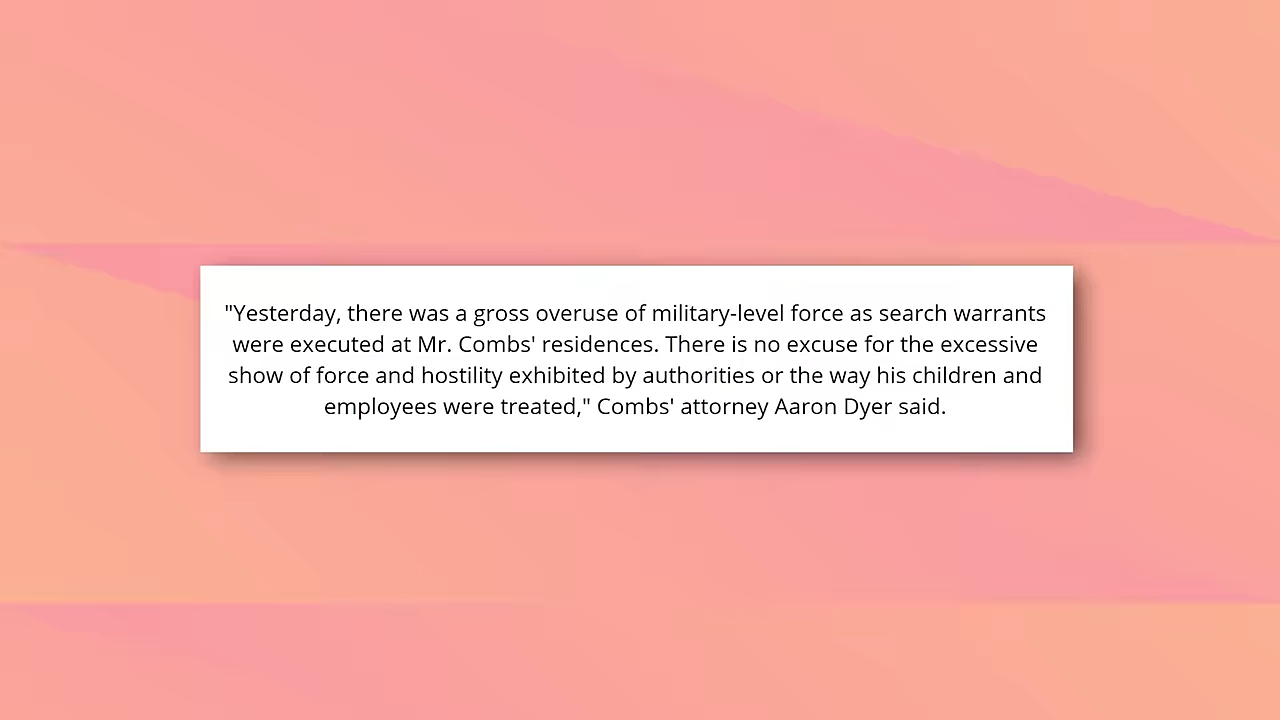 "Yesterday, there was a gross overuse of military-level force as search warrants
were executed at Mr. Combs' residences. There is no excuse for the excessive
show of force and hostility exhibited by authorities or the way his children and
employees were treated," Combs' attorney Aaron Dyer said.